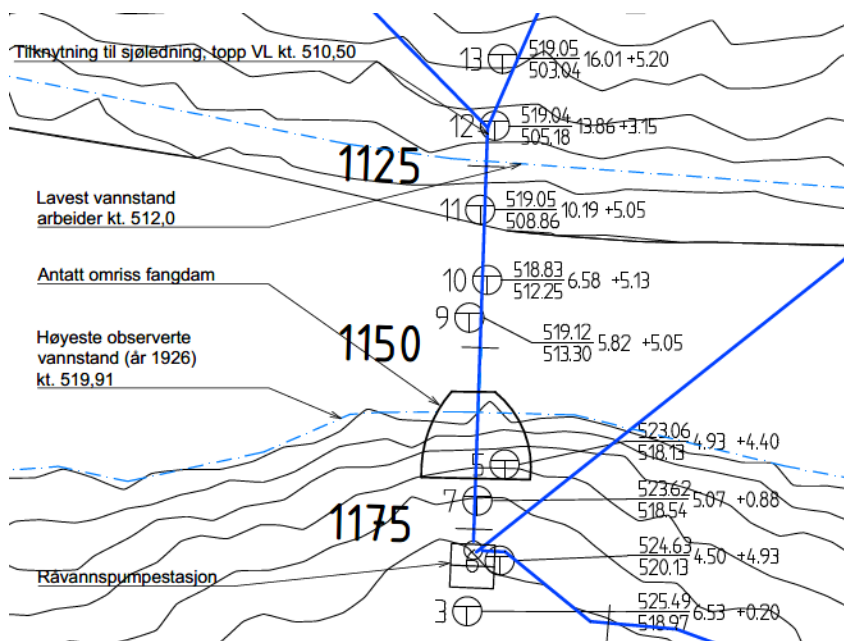 Tilknytning til sjøledning, topp VL kt. 510,50
13 519.05 16.01 +5.20
503.04
12 519.04 13.86 +3.15
505.18
1125
Lavest vannstand
arbeider kt. 512,0
11 519.05 10.19 +5.05
508.86
Antatt omriss fangdam
10 518.83 6.58 +5.13
512.25
9 519.12 5.82 +5.05
513.30
1150
Høyeste observerte
vannstand (år 1926)
kt. 519,91
5 523.06 4.93 +4.40
518.13
7 523.62 5.07 +0.88
518.54
1175
524.63 4.50 +4.93
520.13
Råvannspumpestasjon
3 525.49 6.53 +0.20
518.97